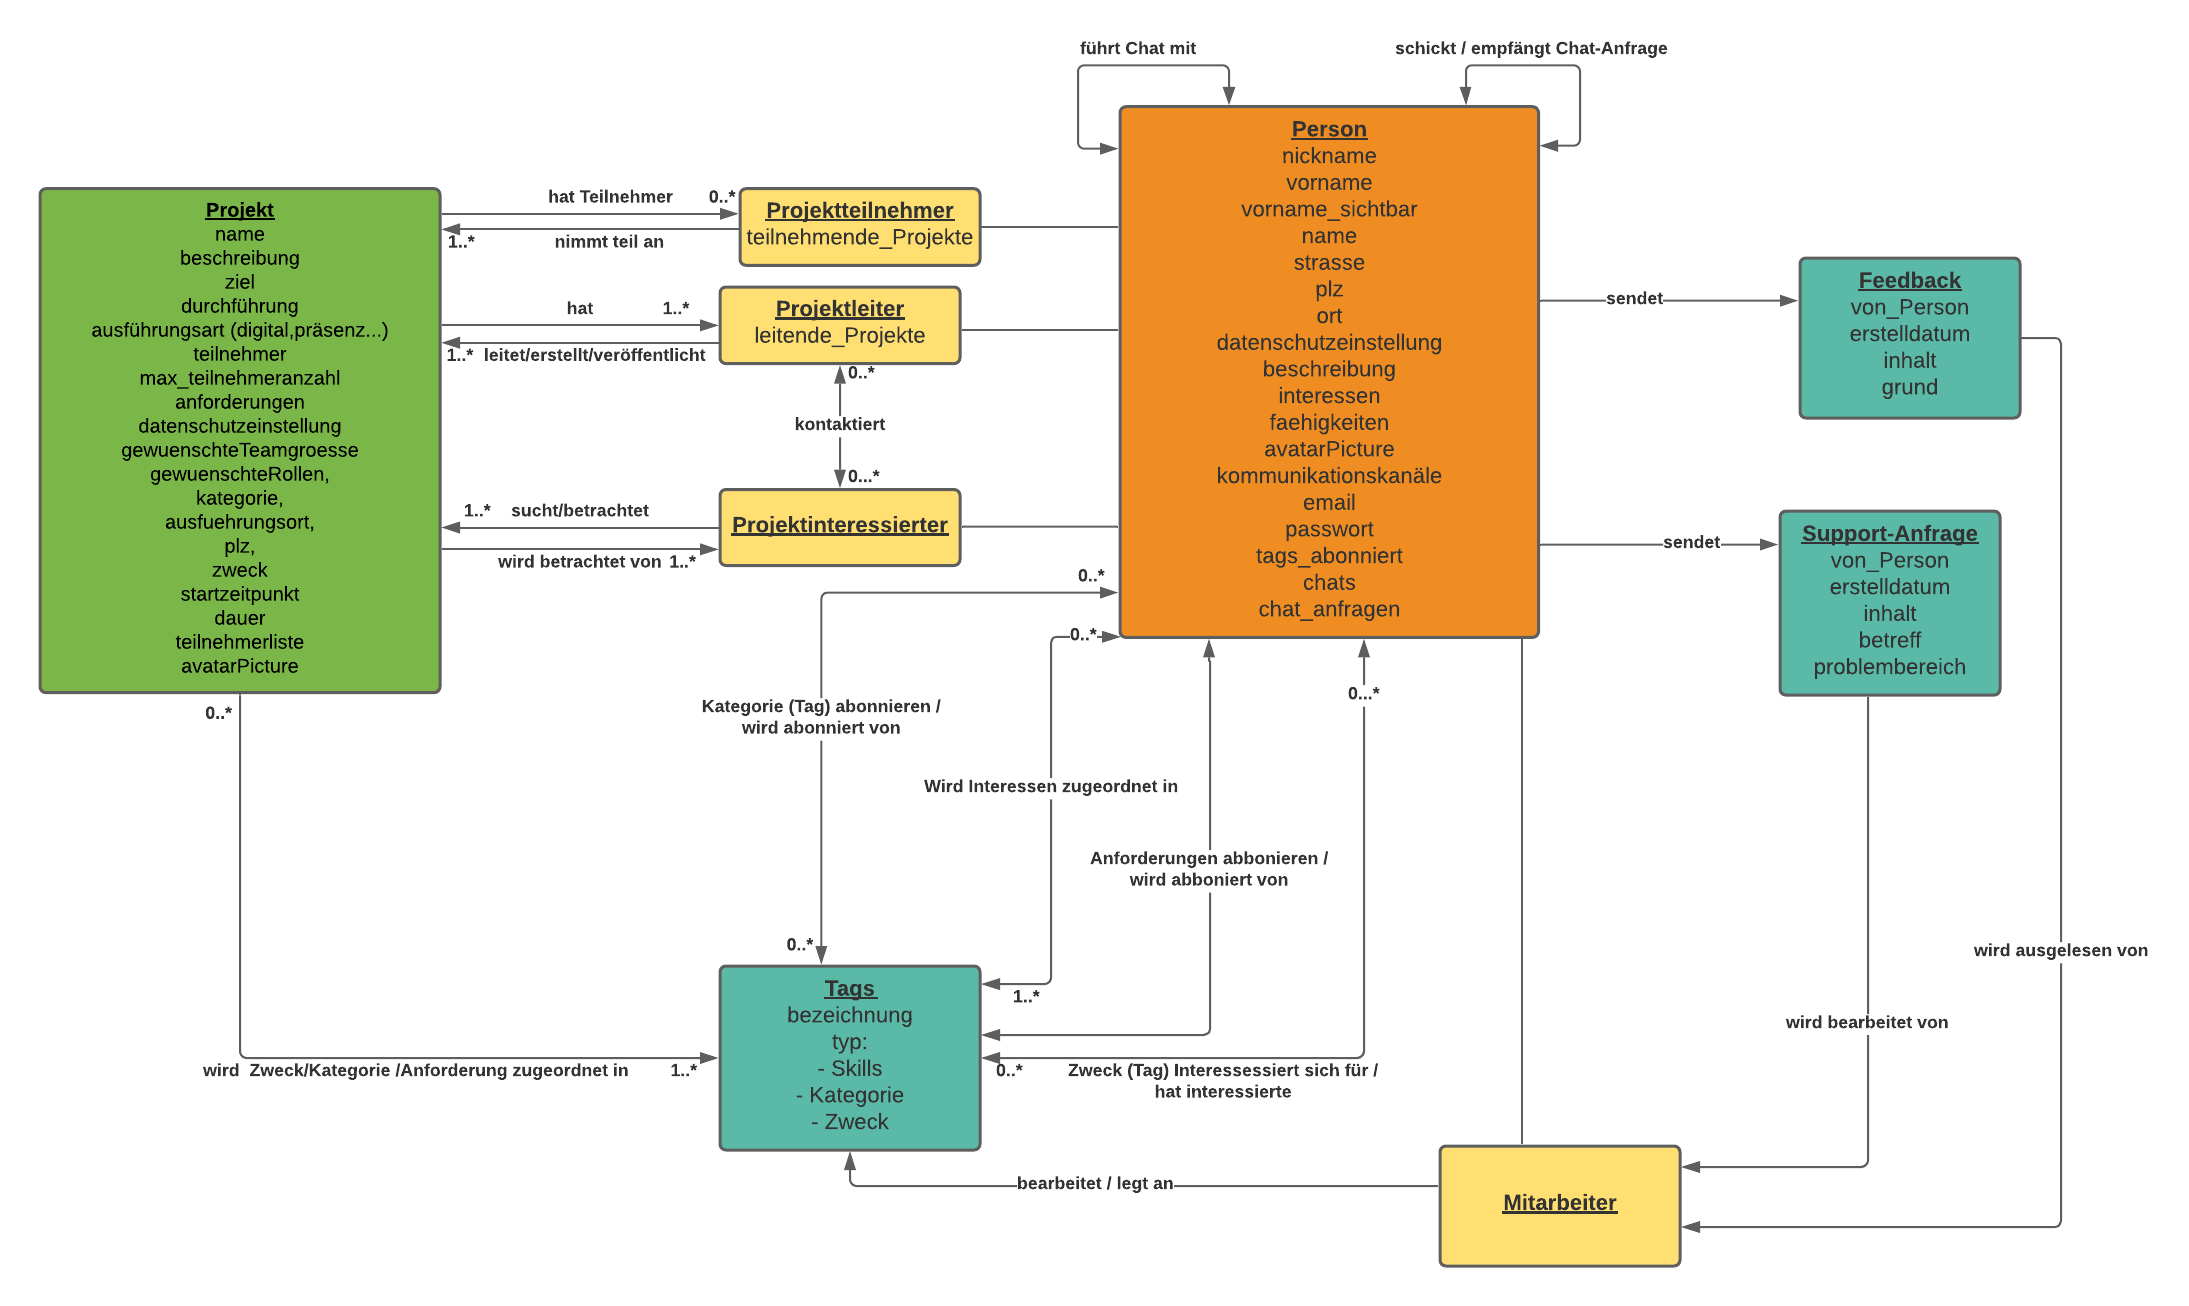 führt Chat mit
schickt / empfängt Chat-Anfrage
Projekt
name
beschreibung
ziel
durchführung
ausführungsart (digital,präsenz...)
teilnehmer
max_teilnehmeranzahl
anforderungen
datenschutzeinstellung
gewuenschteTeamgroesse
gewuenschteRollen,
kategorie,
ausfuehrungsort,
plz,
zweck
startzeitpunkt
dauer
teilnehmerliste
avatarPicture
hat Teilnehmer
0..*
1..*
nimmt teil an
Projektteilnehmer
teilnehmende_Projekte
hat
1..*
1..*
leitet/erstellt/veröffentlicht
Projektleiter
leitende_Projekte
0..*
kontaktiert
0...*
1..*
sucht/betrachtet
wird betrachtet von
1..*
Projektinteressierter
Person
nickname
vorname
vorname_sichtbar
name
strasse
plz
ort
datenschutzeinstellung
beschreibung
interessen
faehigkeiten
avatarPicture
kommunikationskanäle
email
passwort
tags_abonniert
chats
chat_anfragen
sendet
Feedback
von_Person
erstelldatum
inhalt
grund
sendet
Support-Anfrage
von_Person
erstelldatum
inhalt
betreff
problembereich
0..*
0..*
0...*
0..*
Kategorie (Tag) abonnieren /
wird abonniert von
Wird Interessen zugeordnet in
Anforderungen abbonieren /
wird abboniert von
0..*
1..*
wird ausgelesen von
wird bearbeitet von
Tags
bezeichnung
typ:
- Skills
- Kategorie
- Zweck
wird  Zweck/Kategorie /Anforderung zugeordnet in
1..*
0..*
Zweck (Tag) Interessessiert sich für /
hat interessierte
bearbeitet / legt an
Mitarbeiter